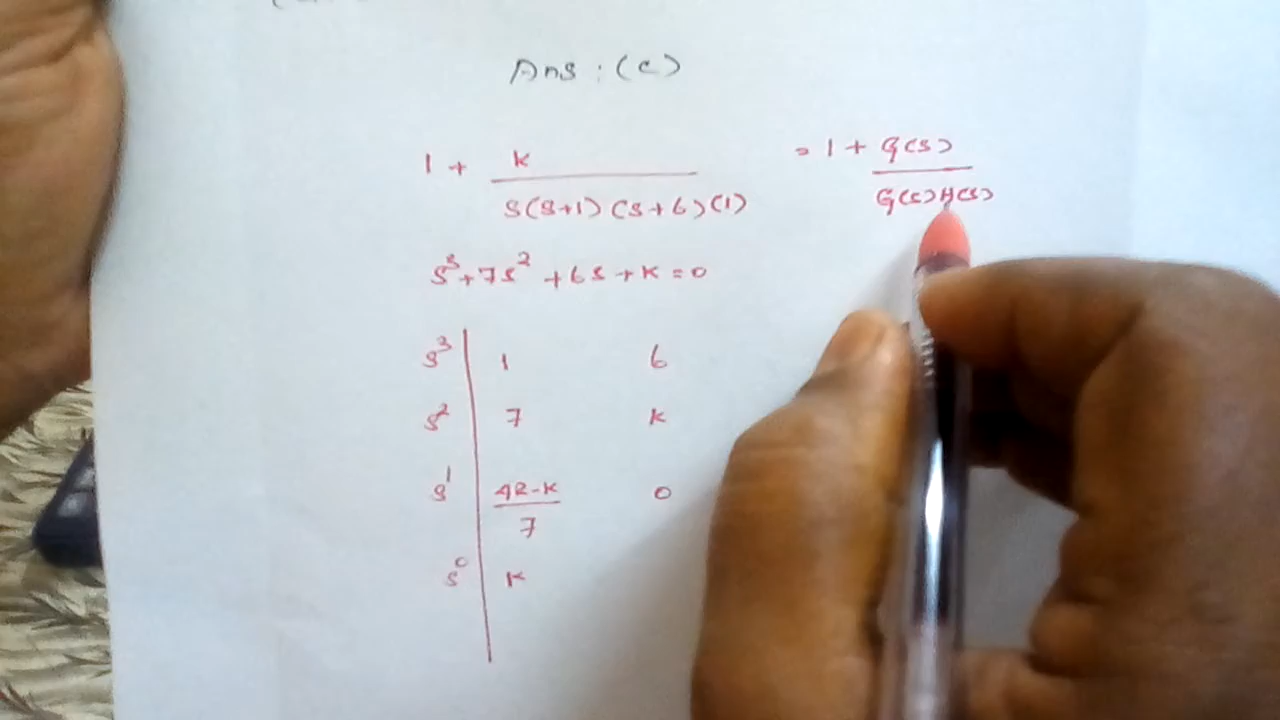 Ans : (c)
1 + K / S(S+1)(S+6)(1) = 1 + G(S) / G(S)H(S)
S³+7S²+6S+K=0
S³ 1 6
S² 7 K
S¹ 42-K / 7 0
S⁰ K